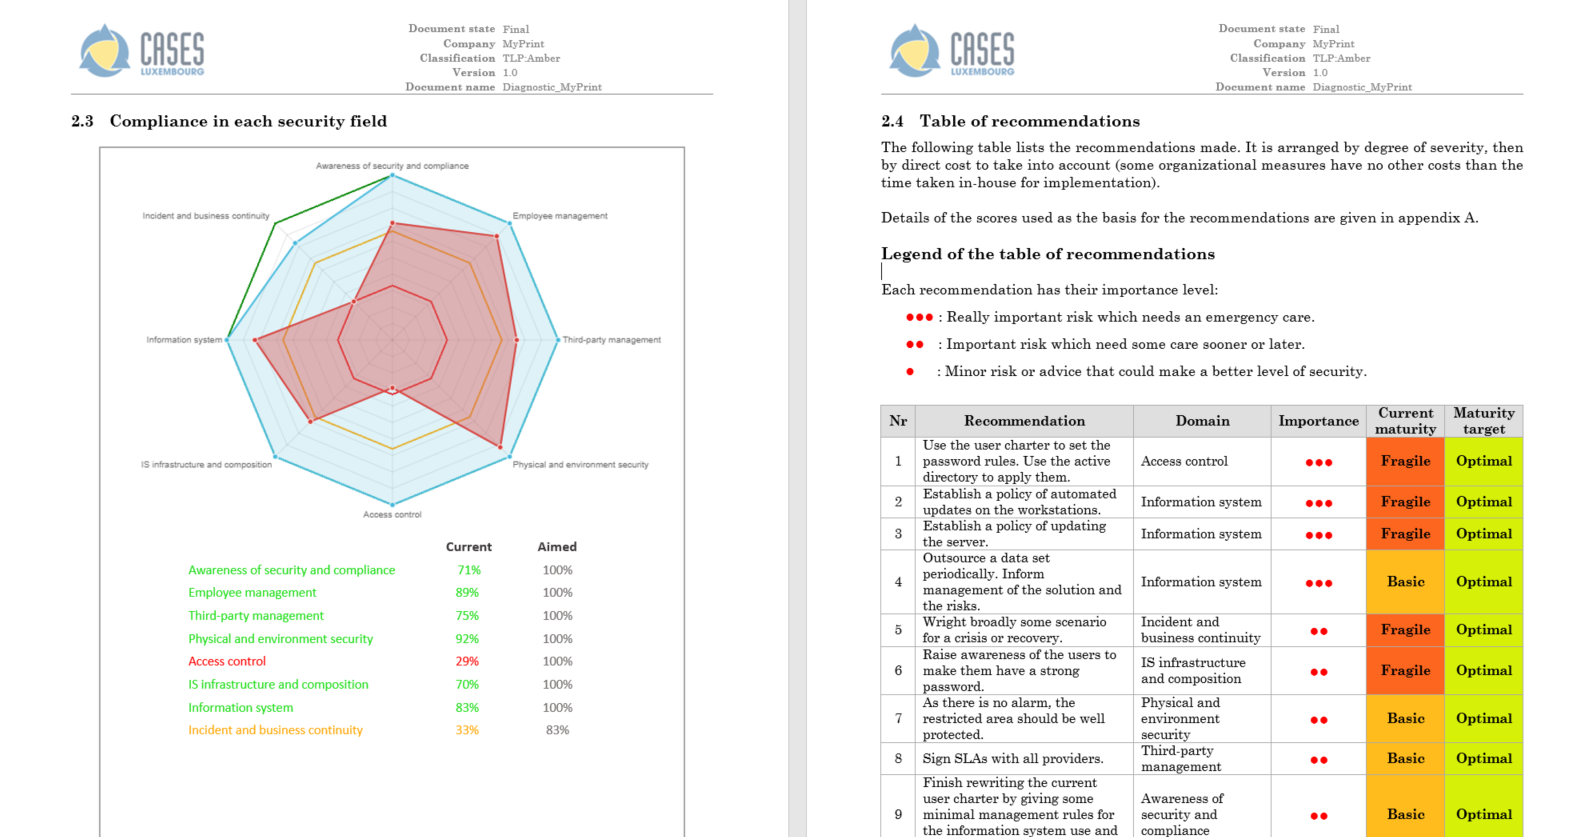 CASES
LUXEMBOURG
Document state Final
Company MyPrint
Classification TLP:Amber
Version 1.0
Document name Diagnostic_MyPrint
2.3 Compliance in each security field
Awareness of security and compliance
Incident and business continuity
Employee management
Information system
Third-party management
IS infrastructure and composition
Physical and environment security
Access control
Current Aimed
Awareness of security and compliance 71% 100%
Employee management 89% 100%
Third-party management 75% 100%
Physical and environment security 92% 100%
Access control 29% 100%
IS infrastructure and composition 70% 100%
Information system 83% 100%
Incident and business continuity 33% 83%
CASES
LUXEMBOURG
Document state Final
Company MyPrint
Classification TLP:Amber
Version 1.0
Document name Diagnostic_MyPrint
2.4 Table of recommendations
The following table lists the recommendations made. It is arranged by degree of severity, then
by direct cost to take into account (some organizational measures have no other costs than the
time taken in-house for implementation).
Details of the scores used as the basis for the recommendations are given in appendix A.
Legend of the table of recommendations
Each recommendation has their importance level:
●●● : Really important risk which needs an emergency care.
●● : Important risk which need some care sooner or later.
● : Minor risk or advice that could make a better level of security.
Nr Recommendation Domain Importance Current maturity Maturity target
1 Use the user charter to set the
password rules. Use the active
directory to apply them.
Access control ●●● Fragile Optimal
2 Establish a policy of automated
updates on the workstations.
Information system ●●● Fragile Optimal
3 Establish a policy of updating
the server.
Information system ●●● Fragile Optimal
4 Outsource a data set
periodically. Inform
management of the solution and
the risks.
Information system ●●● Basic Optimal
5 Wright broadly some scenario
for a crisis or recovery.
Incident and
business continuity
●● Fragile Optimal
6 Raise awareness of the users to
make them have a strong
password.
IS infrastructure
and composition
●● Fragile Optimal
7 As there is no alarm, the
restricted area should be well
protected.
Physical and
environment
security
●● Basic Optimal
8 Sign SLAs with all providers.
Third-party
management
●● Basic Optimal
9 Finish rewriting the current
user charter by giving some
minimal management rules for
the information system use and
Awareness of
security and
compliance
●● Basic Optimal